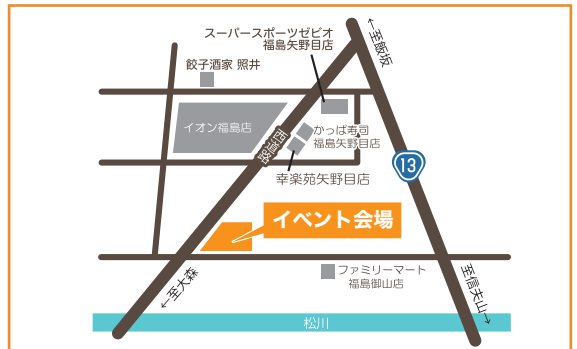 スーパースポーツゼビオ
福島矢野目店
←至飯坂
餃子酒家 照井
イオン福島店
西道路
かっぱ寿司
福島矢野目店
13
幸楽苑矢野目店
イベント会場
ファミリーマート
福島御山店
←至大森
至信夫山→
松川